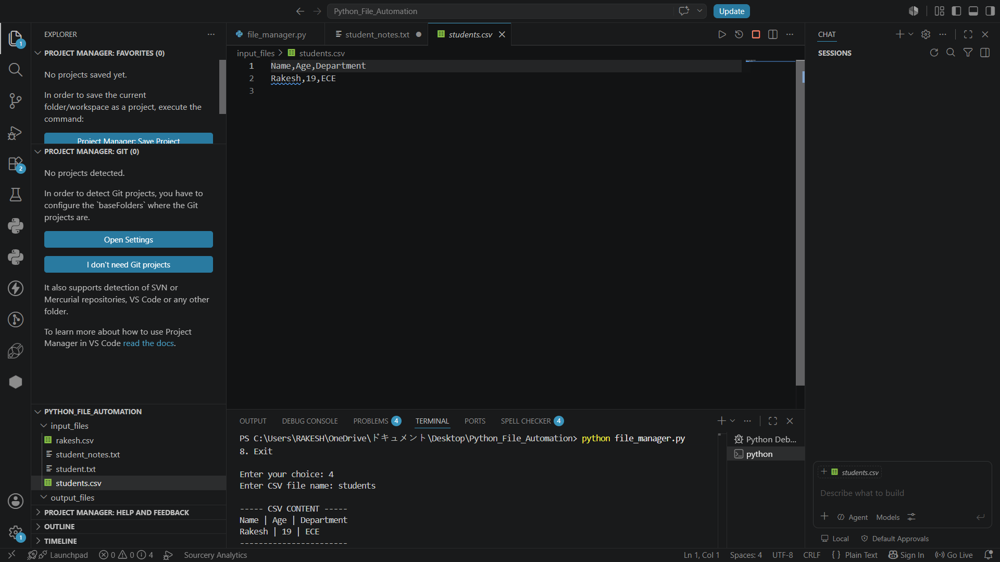 Python_File_Automation
Update
EXPLORER
PROJECT MANAGER: FAVORITES (0)
No projects saved yet.
In order to save the current
folder/workspace as a project, execute the
command:
Project Manager: Save Project
PROJECT MANAGER: GIT (0)
No projects detected.
In order to detect Git projects, you have to
configure the `baseFolders` where the Git
projects are.
Open Settings
I don't need Git projects
It also supports detection of SVN or
Mercurial repositories, VS Code or any other
folder.
To learn more about how to use Project
Manager in VS Code read the docs.
PYTHON_FILE_AUTOMATION
input_files
rakesh.csv
student_notes.txt
student.txt
students.csv
output_files
PROJECT MANAGER: HELP AND FEEDBACK
OUTLINE
TIMELINE
1
2
1
file_manager.py
student_notes.txt
students.csv
input_files > students.csv
1 Name,Age,Department
2 Rakesh,19,ECE
3
OUTPUT DEBUG CONSOLE PROBLEMS 4 TERMINAL PORTS SPELL CHECKER 4
PS C:\Users\RAKESH\OneDrive\ドキュメント\Desktop\Python_File_Automation> python file_manager.py
8. Exit
Enter your choice: 4
Enter CSV file name: students
----- CSV CONTENT -----
Name | Age | Department
Rakesh | 19 | ECE
-----------------------
Python Deb...
python
CHAT
SESSIONS
students.csv
Describe what to build
Agent Models
Local Default Approvals
Launchpad 0 0 4 Sourcery Analytics Ln 1, Col 1 Spaces: 4 UTF-8 CRLF {} Plain Text Sign In Go Live